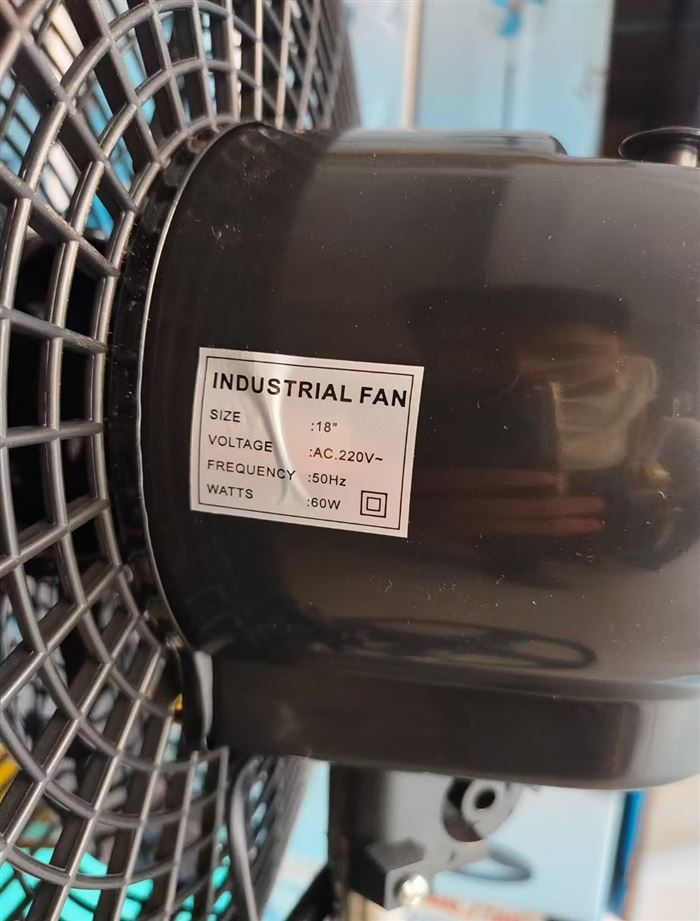 INDUSTRIAL FAN
SIZE :18"
VOLTAGE :AC.220V~
FREQUENCY :50Hz
WATTS :60W